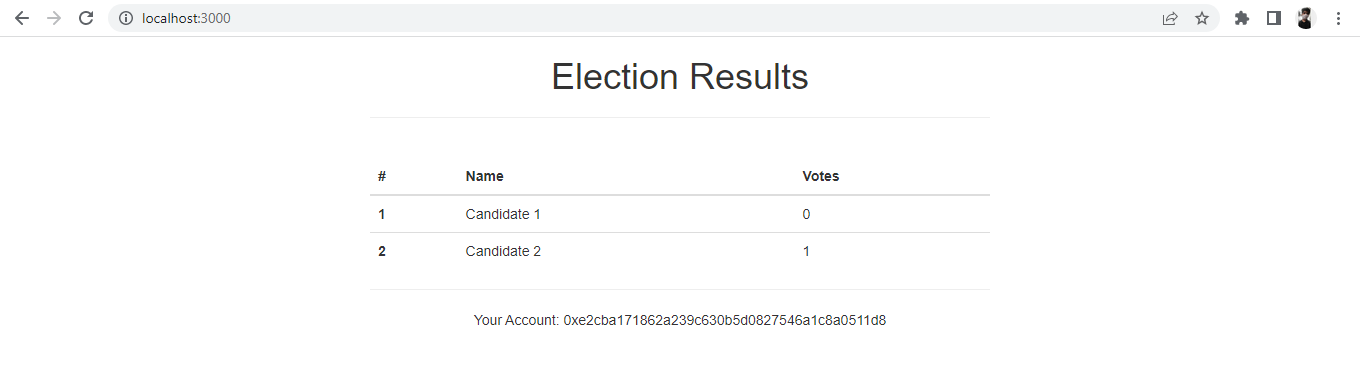 localhost:3000
Election Results
# Name Votes
1 Candidate 1 0
2 Candidate 2 1
Your Account: 0xe2cba171862a239c630b5d0827546a1c8a0511d8